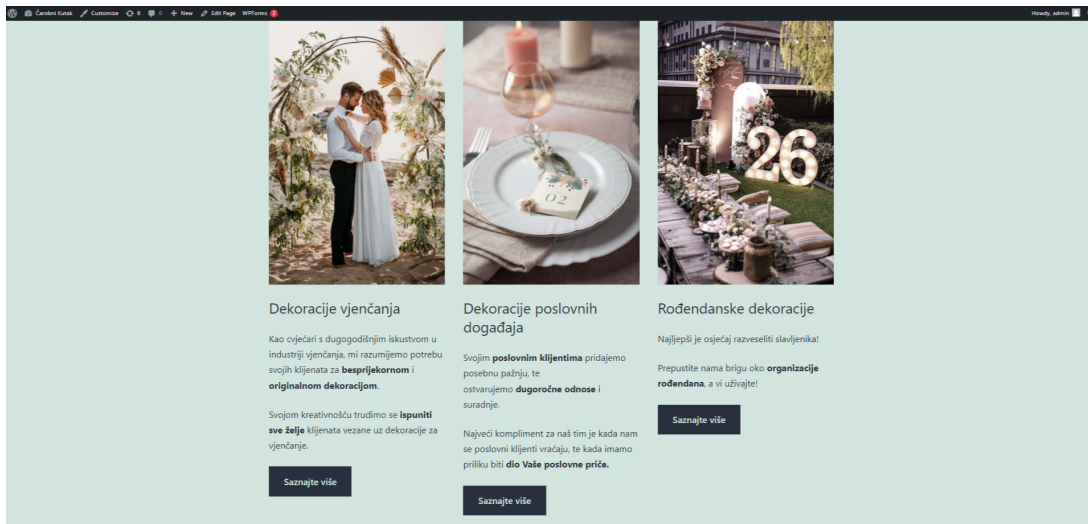 Čarobni Kutak Customize 6 0 New Edit Page WPForms 2 Howdy, admin
26
02
Dekoracije vjenčanja
Kao cvjećari s dugogodišnjim iskustvom u
industriji vjenčanja, mi razumijemo potrebu
svojih klijenata za besprijekornom i
originalnom dekoracijom.
Svojom kreativnošću trudimo se ispuniti
sve želje klijenata vezane uz dekoracije za
vjenčanje.
Saznajte više
Dekoracije poslovnih
događaja
Svojim poslovnim klijentima pridajemo
posebnu pažnju, te
ostvarujemo dugoročne odnose i
suradnje.
Najveći kompliment za naš tim je kada nam
se poslovni klijenti vraćaju, te kada imamo
priliku biti dio Vaše poslovne priče.
Saznajte više
Rođendanske dekoracije
Najljepši je osjećaj razveseliti slavljenika!
Prepustite nama brigu oko organizacije
rođendana, a vi uživajte!
Saznajte više